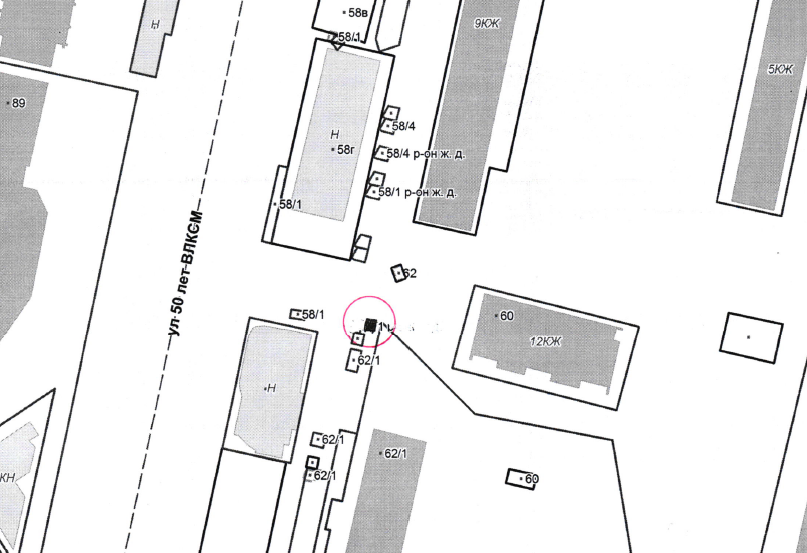 58в
Н
58/1
9КЖ
5КЖ
89
58/4
Н
58г
58/4 р-он ж. д.
58/1 р-он ж. д.
58/1
ул 50 лет ВЛКСМ
62
58/1
60
12КЖ
62/1
Н
62/1
62/1
62/1
КН
60